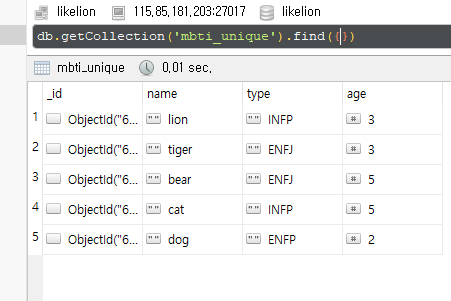 likelion 115.85.181.203:27017 likelion
db.getCollection('mbti_unique').find({})
mbti_unique 0.01 sec.
_id name type age
1 ObjectId("6... "" lion "" INFP # 3
2 ObjectId("6... "" tiger "" ENFJ # 3
3 ObjectId("6... "" bear "" ENFJ # 5
4 ObjectId("6... "" cat "" INFP # 5
5 ObjectId("6... "" dog "" ENFP # 2